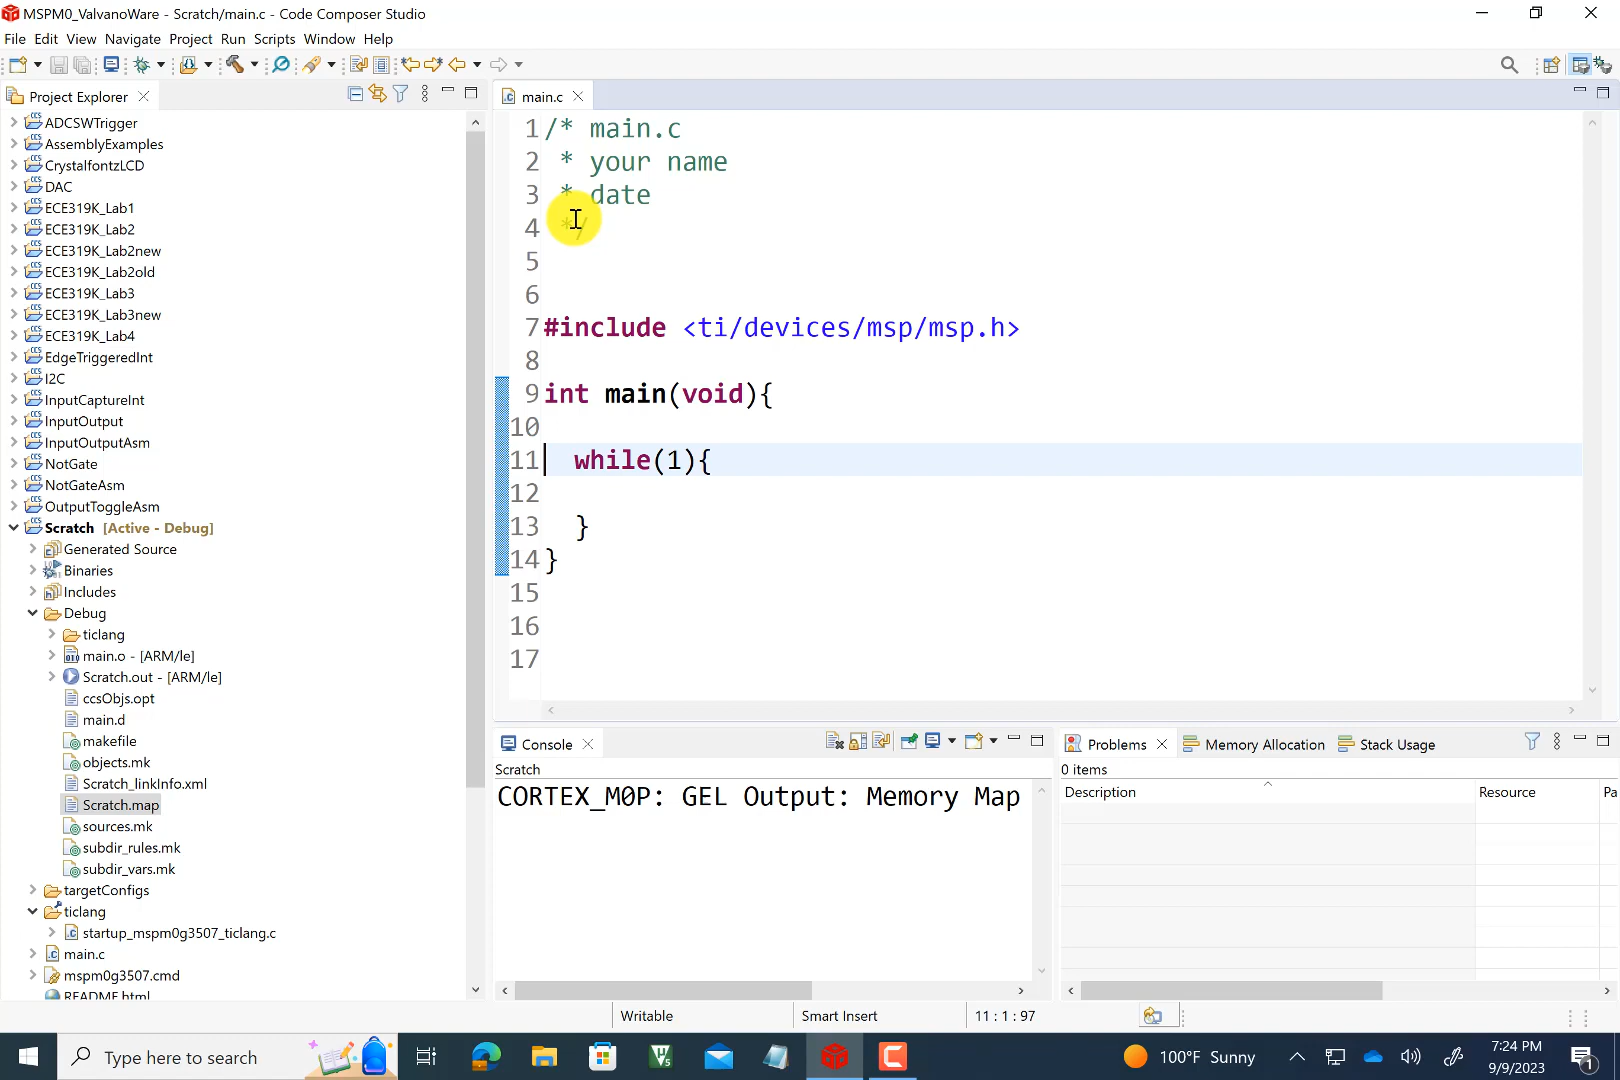 MSPM0_ValvanoWare - Scratch/main.c - Code Composer Studio
File Edit View Navigate Project Run Scripts Window Help
Project Explorer
ADCSWTrigger
AssemblyExamples
CrystalfontzLCD
DAC
ECE319K_Lab1
ECE319K_Lab2
ECE319K_Lab2new
ECE319K_Lab2old
ECE319K_Lab3
ECE319K_Lab3new
ECE319K_Lab4
EdgeTriggeredInt
I2C
InputCaptureInt
InputOutput
InputOutputAsm
NotGate
NotGateAsm
OutputToggleAsm
Scratch [Active - Debug]
Generated Source
Binaries
Includes
Debug
ticlang
main.o - [ARM/le]
Scratch.out - [ARM/le]
ccsObjs.opt
main.d
makefile
objects.mk
Scratch_linkInfo.xml
Scratch.map
sources.mk
subdir_rules.mk
subdir_vars.mk
targetConfigs
ticlang
startup_mspm0g3507_ticlang.c
main.c
mspm0g3507.cmd
README.html
main.c
1 /* main.c
2 * your name
3 * date
4 */
5
6
7 #include <ti/devices/msp/msp.h>
8
9 int main(void){
10
11 while(1){
12
13 }
14 }
15
16
17
Console
Scratch
CORTEX_M0P: GEL Output: Memory Map
Problems Memory Allocation Stack Usage
0 items
Description Resource Pa
Writable Smart Insert 11 : 1 : 97
Type here to search
100°F Sunny
7:24 PM
9/9/2023
1